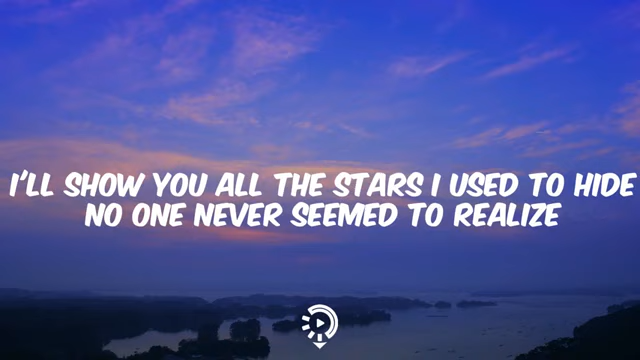 I'LL SHOW YOU ALL THE STARS I USED TO HIDE
NO ONE NEVER SEEMED TO REALIZE